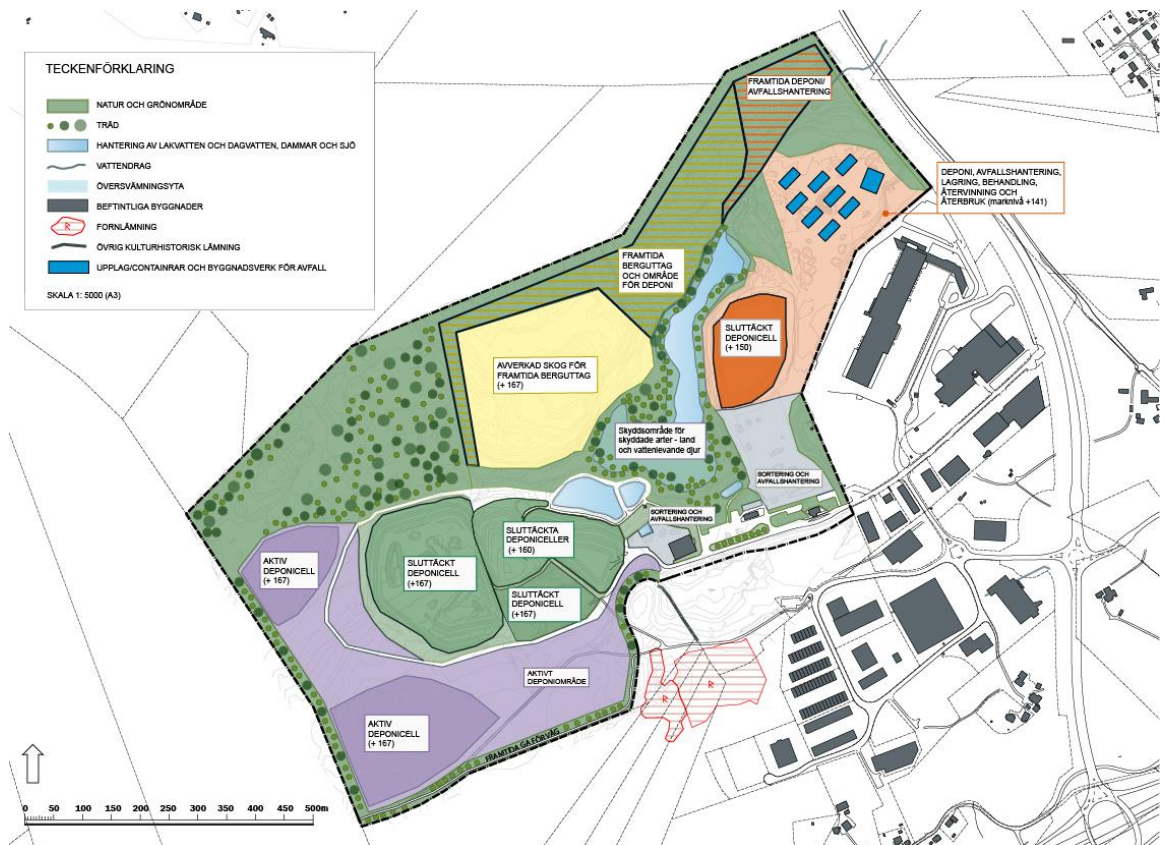 TECKENFÖRKLARING
NATUR OCH GRÖNOMRÅDE
TRÄD
HANTERING AV LAKVATTEN OCH DAGVATTEN, DAMMAR OCH SJÖ
VATTENDRAG
ÖVERSVÄMNINGSYTA
BEFTINTLIGA BYGGNADER
R
FORNLÄMNING
ÖVRIG KULTURHISTORISK LÄMNING
UPPLAG/CONTAINRAR OCH BYGGNADSVERK FÖR AVFALL
SKALA 1: 5000 (A3)
FRAMTIDA DEPONI/
AVFALLSHANTERING
DEPONI, AVFALLSHANTERING,
LAGRING, BEHANDLING,
ÅTERVINNING OCH
ÅTERBRUK (marknivå +141)
FRAMTIDA
BERGUTTAG
OCH OMRÅDE
FÖR DEPONI
SLUTTÄCKT
DEPONICELL
(+ 150)
AVVERKAD SKOG FÖR
FRAMTIDA BERGUTTAG
(+ 167)
Skyddsområde för
skyddade arter - land
och vattenlevande djur
SORTERING OCH
AVFALLSHANTERING
SORTERING OCH
AVFALLSHANTERING
SLUTTÄCKTA
DEPONICELLER
(+ 160)
AKTIV
DEPONICELL
(+ 167)
SLUTTÄCKT
DEPONICELL
(+167)
SLUTTÄCKT
DEPONICELL
(+167)
AKTIVT
DEPONIOMRÅDE
R
R
AKTIV
DEPONICELL
(+ 167)
FRAMTIDA GA FÖR VÄG
0 50 100 150 200 250 300 350 400 450 500m